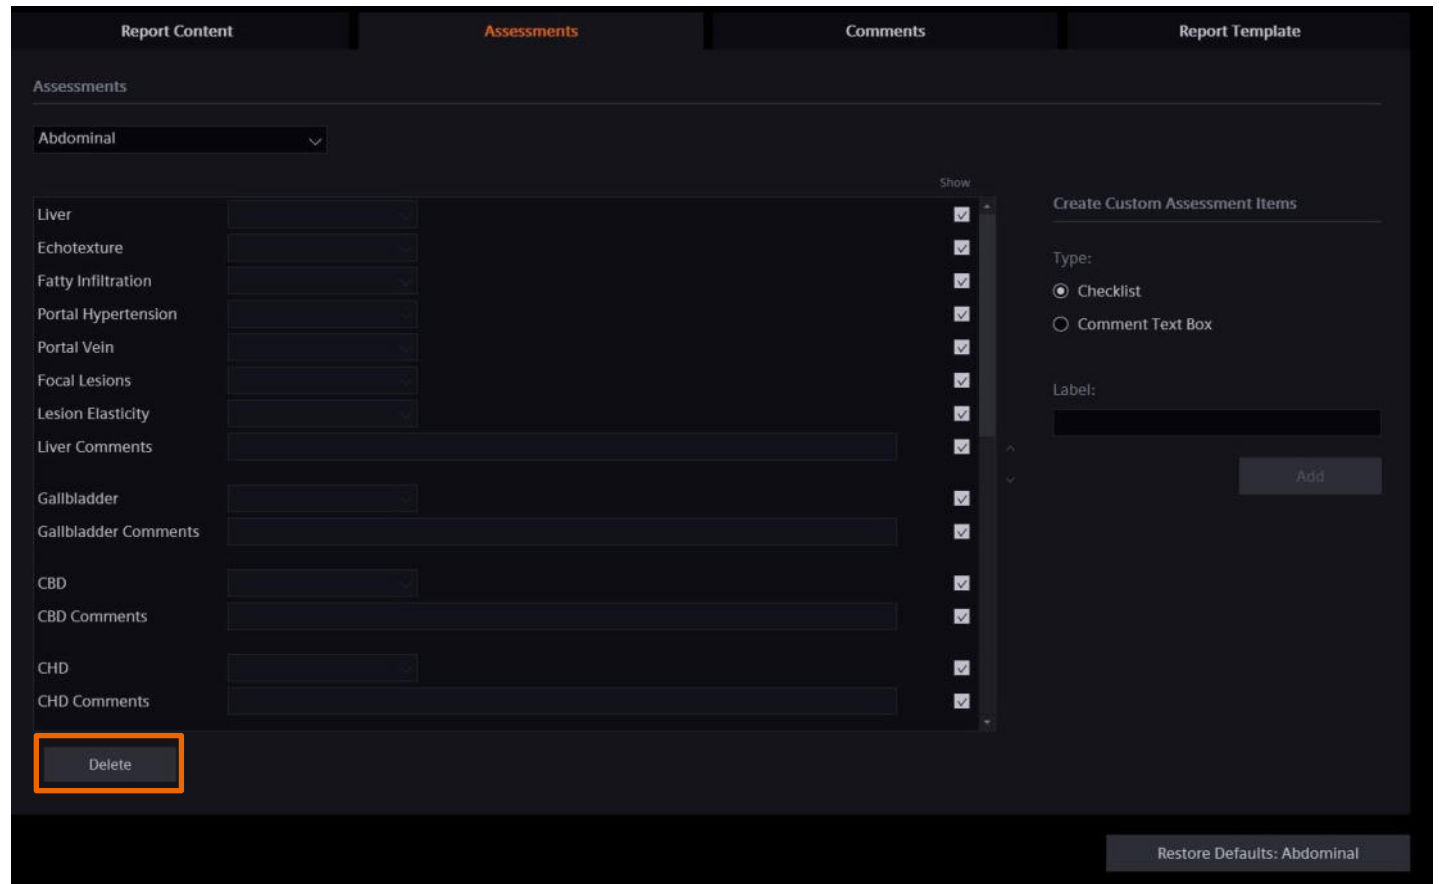 Report Content
Assessments
Comments
Report Template
Assessments
Abdominal
Show
Liver
Echotexture
Fatty Infiltration
Portal Hypertension
Portal Vein
Focal Lesions
Lesion Elasticity
Liver Comments
Gallbladder
Gallbladder Comments
CBD
CBD Comments
CHD
CHD Comments
Delete
Create Custom Assessment Items
Type:
Checklist
Comment Text Box
Label:
Add
Restore Defaults: Abdominal